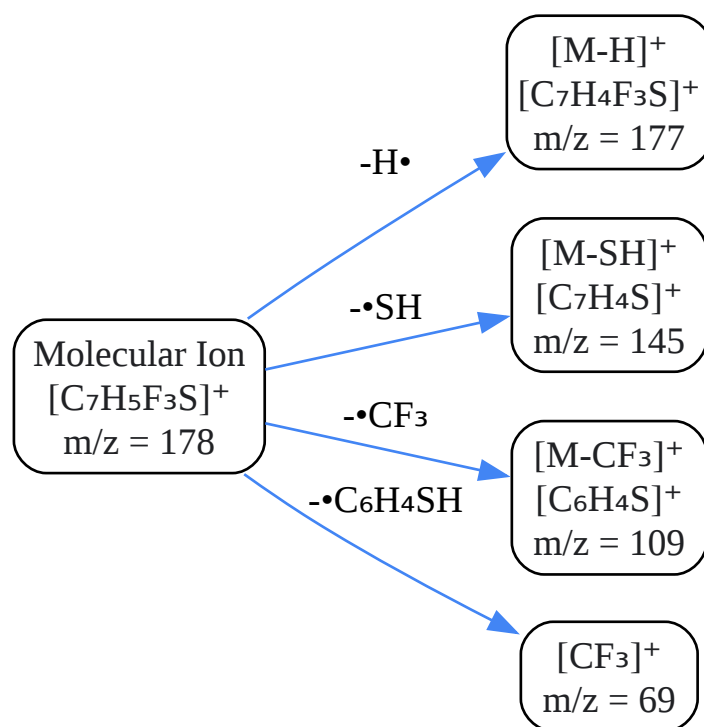 [M-H]⁺
[C₇H₄F₃S]⁺
m/z = 177
-H•
[M-SH]⁺
[C₇H₄S]⁺
m/z = 145
-•SH
Molecular Ion
[C₇H₅F₃S]⁺
m/z = 178
-•CF₃
[M-CF₃]⁺
[C₆H₄S]⁺
m/z = 109
-•C₆H₄SH
[CF₃]⁺
m/z = 69